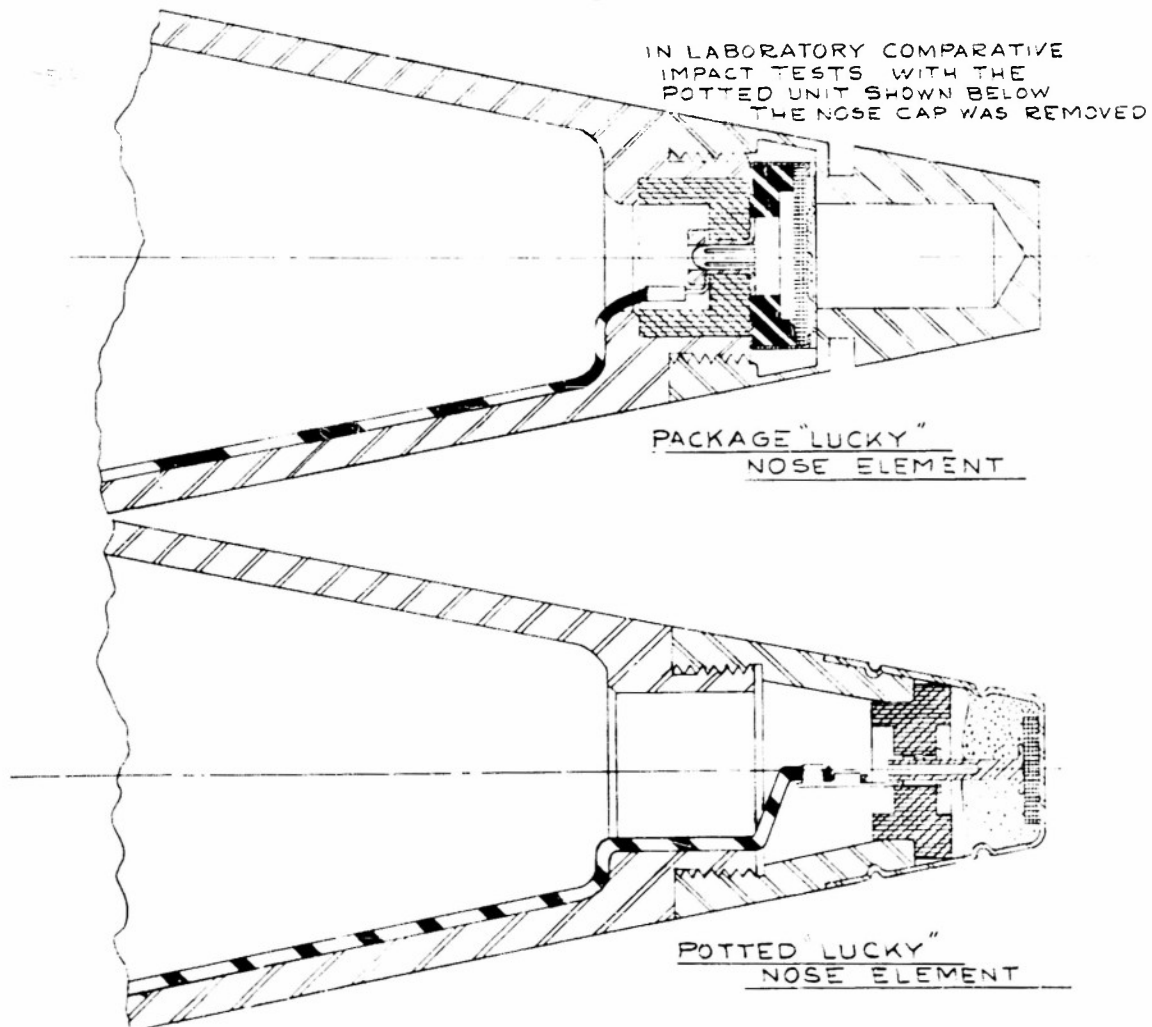 IN LABORATORY COMPARATIVE
IMPACT TESTS WITH THE
POTTED UNIT SHOWN BELOW
THE NOSE CAP WAS REMOVED
PACKAGE "LUCKY"
NOSE ELEMENT
POTTED "LUCKY"
NOSE ELEMENT